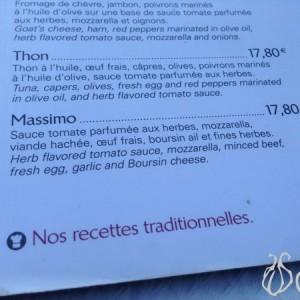 Fromage de chèvre, jambon, poivrons marinés
à l'huile d'olive sur une base de sauce tomate parfumée
aux herbes, mozzarella et oignons.
Goat's cheese, ham, red peppers marinated in olive oil,
herb flavored tomato sauce, mozzarella and onions.
Thon 17,80€
Thon à l'huile, œuf frais, câpres, olives, poivrons marinés
à l'huile d'olives, sauce tomate parfumée aux herbes.
Tuna, capers, olives, fresh egg and red peppers marinated
in olive oil, and herb flavored tomato sauce.
Massimo 17,80
Sauce tomate parfumée aux herbes, mozzarella,
viande hachée, œuf frais, boursin ail et fines herbes.
Herb flavored tomato sauce, mozzarella, minced beef,
fresh egg, garlic and Boursin cheese.
Nos recettes traditionnelles.